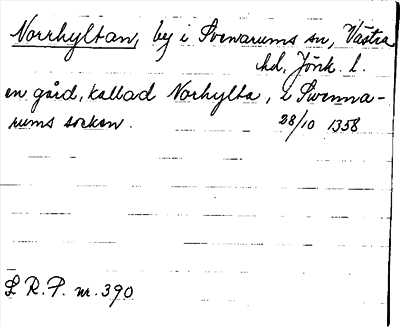 Norrhyltan, by i Svenarums sn, Västra
hd, Jönk. l.
en gård, kallad Norhylta, i Swenna-
rums socken. 28/10 1358
S R. P. nr. 390